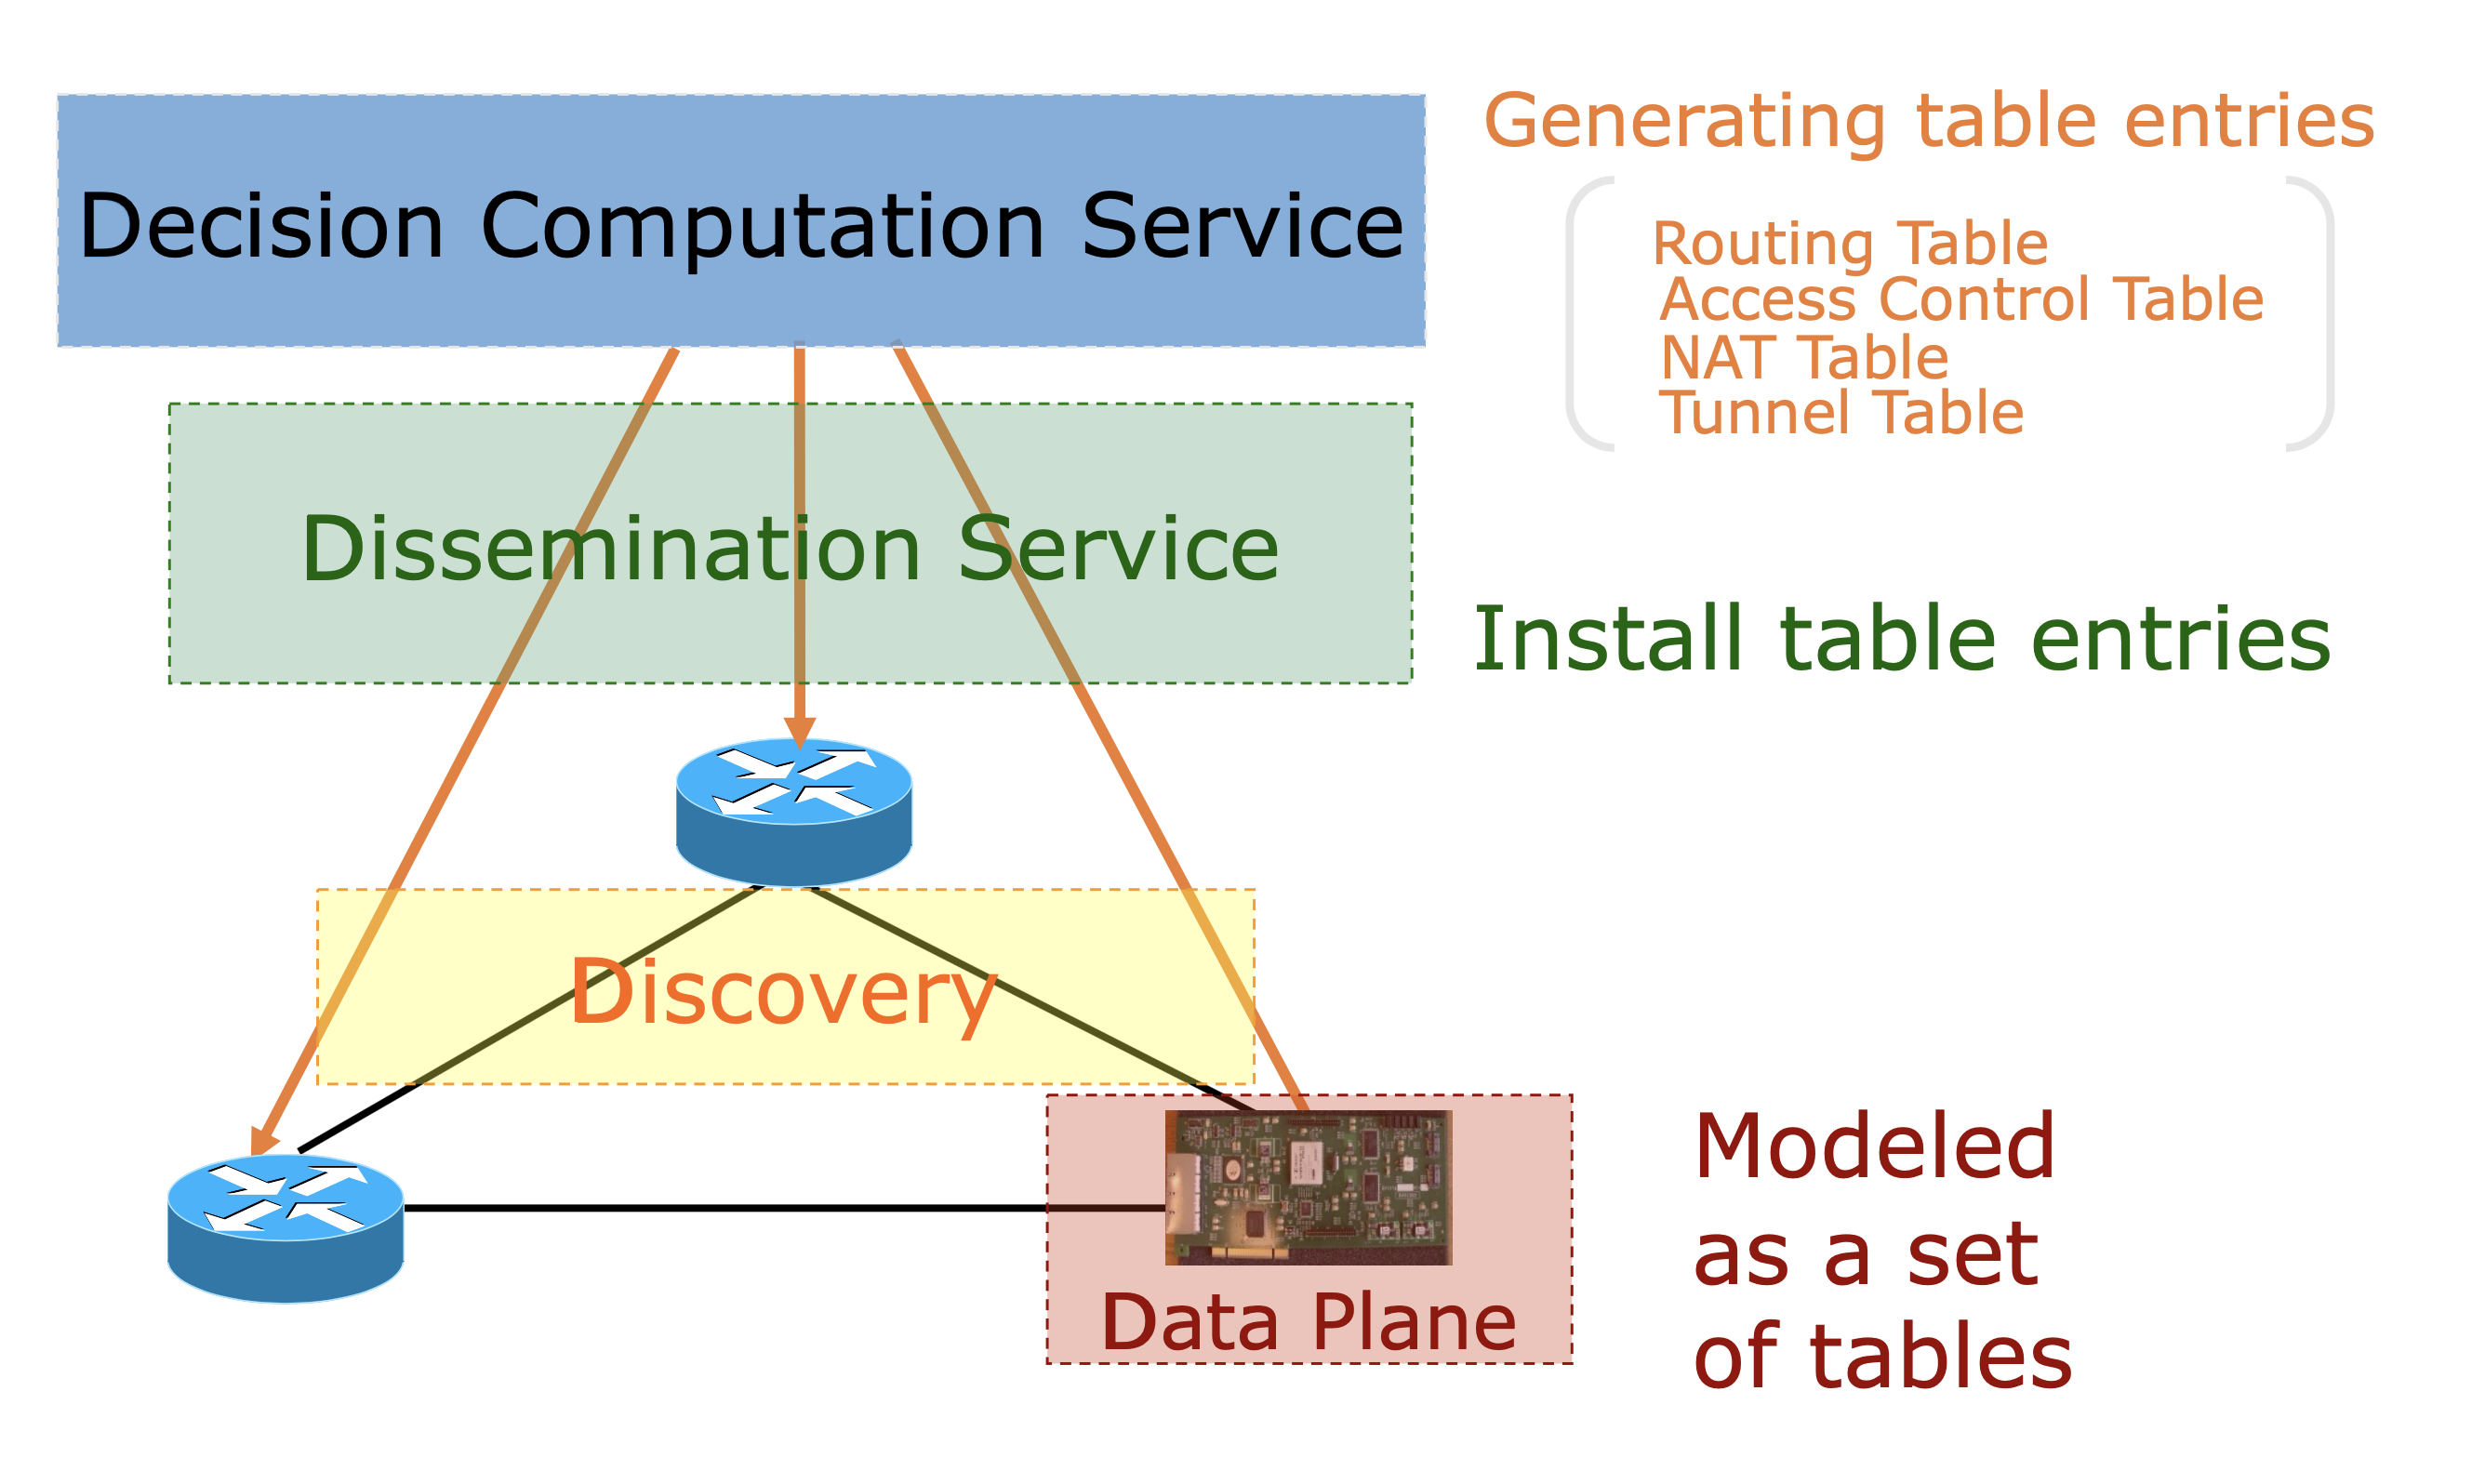 Decision Computation Service
Generating table entries
Routing Table
Access Control Table
NAT Table
Tunnel Table
Dissemination Service
Install table entries
Discovery
Data Plane
Modeled
as a set
of tables